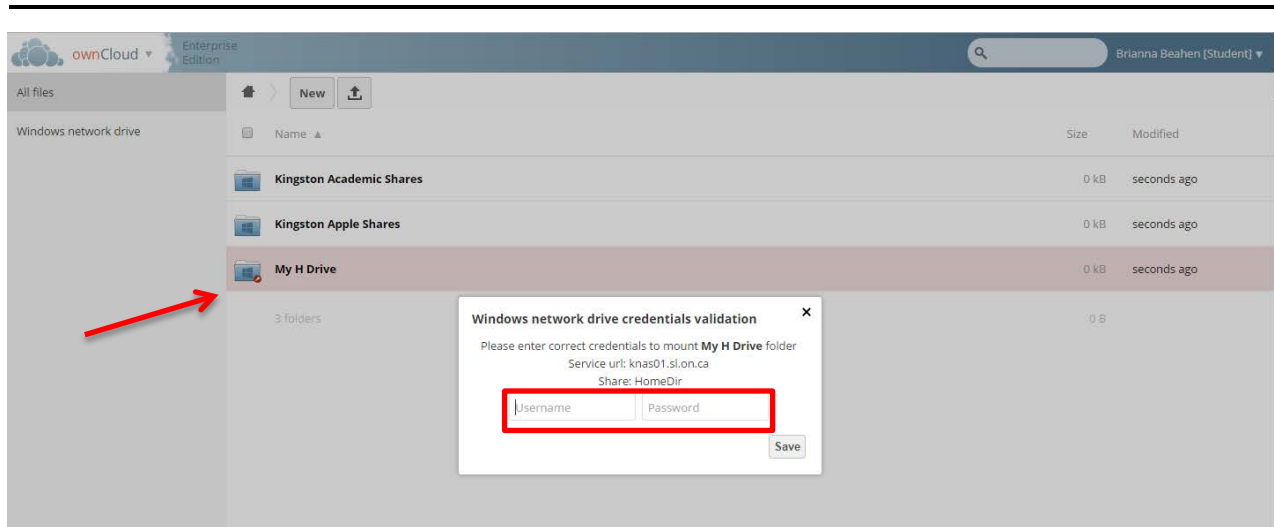 ownCloud ▾ Enterprise Edition Brianna Beahen [Student] ▾
All files New
Windows network drive Name ▲ Size Modified
Kingston Academic Shares 0 kB seconds ago
Kingston Apple Shares 0 kB seconds ago
My H Drive 0 kB seconds ago
3 folders 0 B
Windows network drive credentials validation ×
Please enter correct credentials to mount My H Drive folder
Service url: knas01.sl.on.ca
Share: HomeDir
Username Password
Save